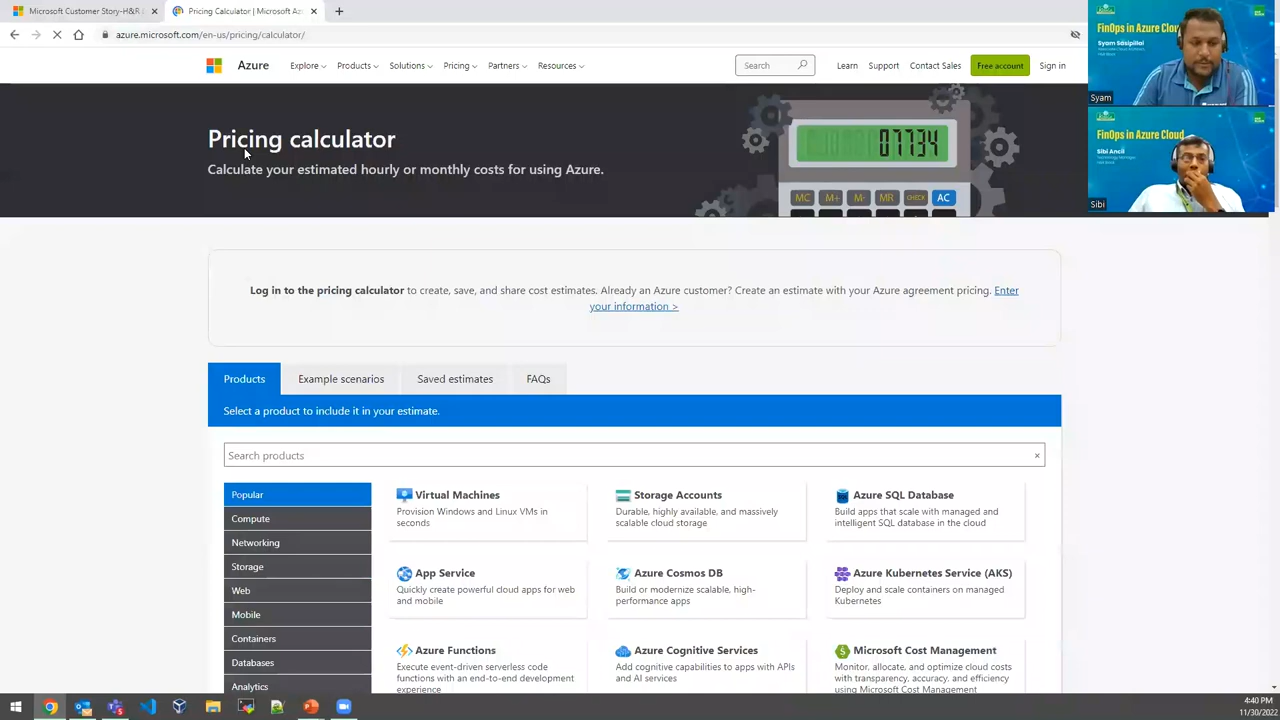 Microsoft Customer Story-H&R
Pricing Calculator | Microsoft Az
azure.microsoft.com/en-us/pricing/calculator/
Azure
Explore
Products
Solutions
Pricing
Partners
Resources
Search
Learn
Support
Contact Sales
Free account
Sign in
FinOps in Azure Clou
Syam Sasipillai
Syam
FinOps in Azure Cloud
Sibi Ancil
Sibi
Pricing calculator
Calculate your estimated hourly or monthly costs for using Azure.
07734
MC M+ M- MR CHECK AC
Log in to the pricing calculator to create, save, and share cost estimates. Already an Azure customer? Create an estimate with your Azure agreement pricing. Enter
your information >
Products
Example scenarios
Saved estimates
FAQs
Select a product to include it in your estimate.
Search products
Popular
Compute
Networking
Storage
Web
Mobile
Containers
Databases
Analytics
Virtual Machines
Provision Windows and Linux VMs in
seconds
Storage Accounts
Durable, highly available, and massively
scalable cloud storage
Azure SQL Database
Build apps that scale with managed and
intelligent SQL database in the cloud
App Service
Quickly create powerful cloud apps for web
and mobile
Azure Cosmos DB
Build or modernize scalable, high-
performance apps
Azure Kubernetes Service (AKS)
Deploy and scale containers on managed
Kubernetes
Azure Functions
Execute event-driven serverless code
functions with an end-to-end development
experience
Azure Cognitive Services
Add cognitive capabilities to apps with APIs
and AI services
Microsoft Cost Management
Monitor, allocate, and optimize cloud costs
with transparency, accuracy, and efficiency
using Microsoft Cost Management
4:40 PM
11/30/2022